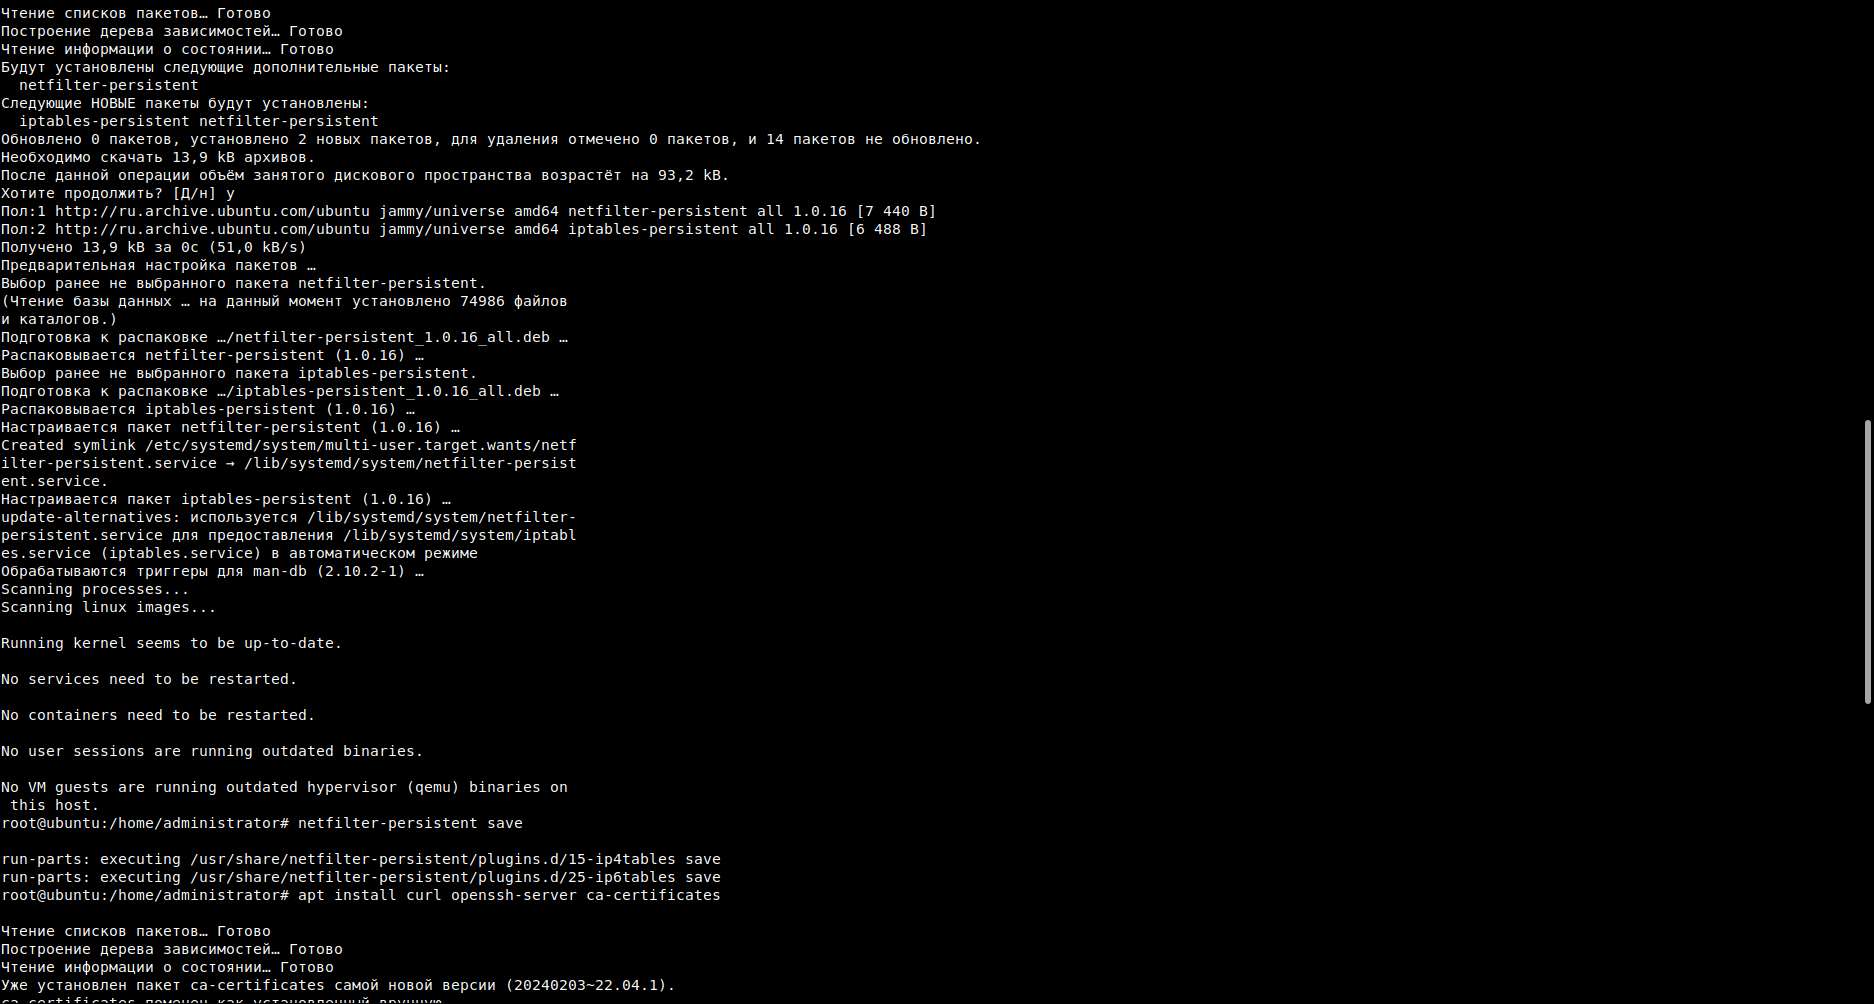 Чтение списков пакетов… Готово
Построение дерева зависимостей… Готово
Чтение информации о состоянии… Готово
Будут установлены следующие дополнительные пакеты:
  netfilter-persistent
Следующие НОВЫЕ пакеты будут установлены:
  iptables-persistent netfilter-persistent
Обновлено 0 пакетов, установлено 2 новых пакетов, для удаления отмечено 0 пакетов, и 14 пакетов не обновлено.
Необходимо скачать 13,9 kB архивов.
После данной операции объём занятого дискового пространства возрастёт на 93,2 kB.
Хотите продолжить? [Д/н] y
Пол:1 http://ru.archive.ubuntu.com/ubuntu jammy/universe amd64 netfilter-persistent all 1.0.16 [7 440 B]
Пол:2 http://ru.archive.ubuntu.com/ubuntu jammy/universe amd64 iptables-persistent all 1.0.16 [6 488 B]
Получено 13,9 kB за 0с (51,0 kB/s)
Предварительная настройка пакетов …
Выбор ранее не выбранного пакета netfilter-persistent.
(Чтение базы данных … на данный момент установлено 74986 файлов
и каталогов.)
Подготовка к распаковке …/netfilter-persistent_1.0.16_all.deb …
Распаковывается netfilter-persistent (1.0.16) …
Выбор ранее не выбранного пакета iptables-persistent.
Подготовка к распаковке …/iptables-persistent_1.0.16_all.deb …
Распаковывается iptables-persistent (1.0.16) …
Настраивается пакет netfilter-persistent (1.0.16) …
Created symlink /etc/systemd/system/multi-user.target.wants/netf
ilter-persistent.service → /lib/systemd/system/netfilter-persist
ent.service.
Настраивается пакет iptables-persistent (1.0.16) …
update-alternatives: используется /lib/systemd/system/netfilter-
persistent.service для предоставления /lib/systemd/system/iptabl
es.service (iptables.service) в автоматическом режиме
Обрабатываются триггеры для man-db (2.10.2-1) …
Scanning processes...
Scanning linux images...
Running kernel seems to be up-to-date.
No services need to be restarted.
No containers need to be restarted.
No user sessions are running outdated binaries.
No VM guests are running outdated hypervisor (qemu) binaries on
 this host.
root@ubuntu:/home/administrator# netfilter-persistent save
run-parts: executing /usr/share/netfilter-persistent/plugins.d/15-ip4tables save
run-parts: executing /usr/share/netfilter-persistent/plugins.d/25-ip6tables save
root@ubuntu:/home/administrator# apt install curl openssh-server ca-certificates
Чтение списков пакетов… Готово
Построение дерева зависимостей… Готово
Чтение информации о состоянии… Готово
Уже установлен пакет ca-certificates самой новой версии (20240203~22.04.1).
ca-certificates помечен как установленный вручную.